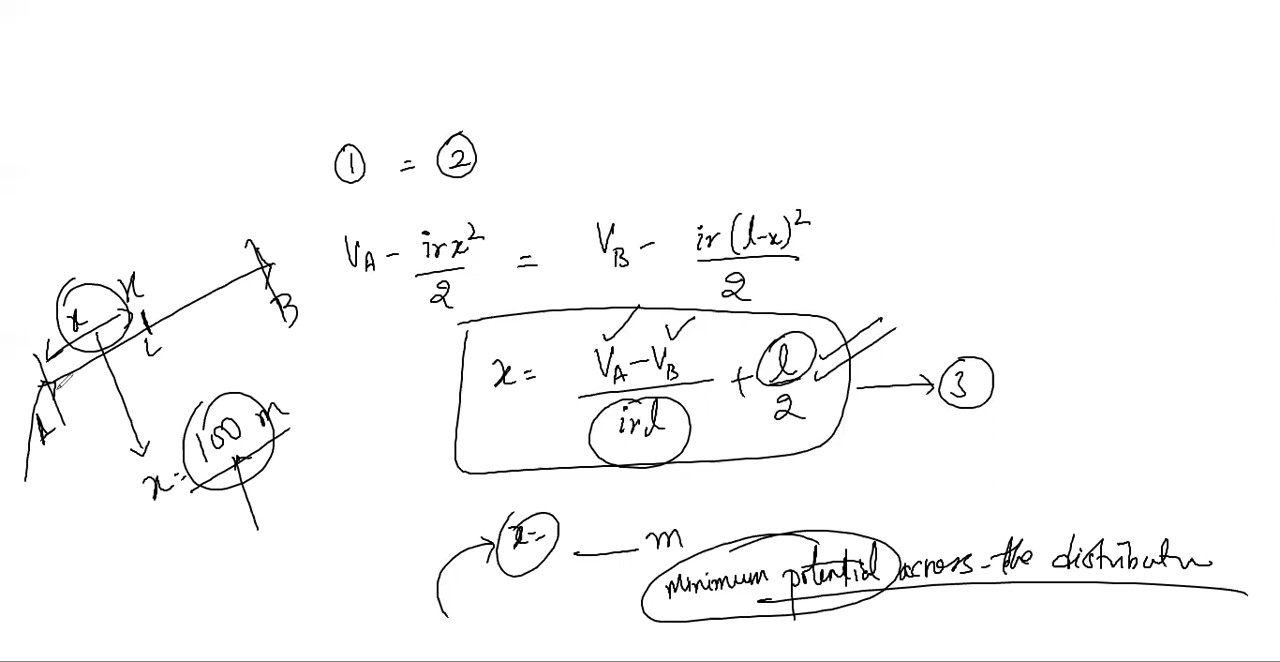 ① = ②
V_A - irx²/2 = V_B - ir(l-x)²/2
x = (V_A - V_B)/irl + l/2 → ③
x
x
B
A
x = 100 m
x = — m
Minimum potential across the distributr